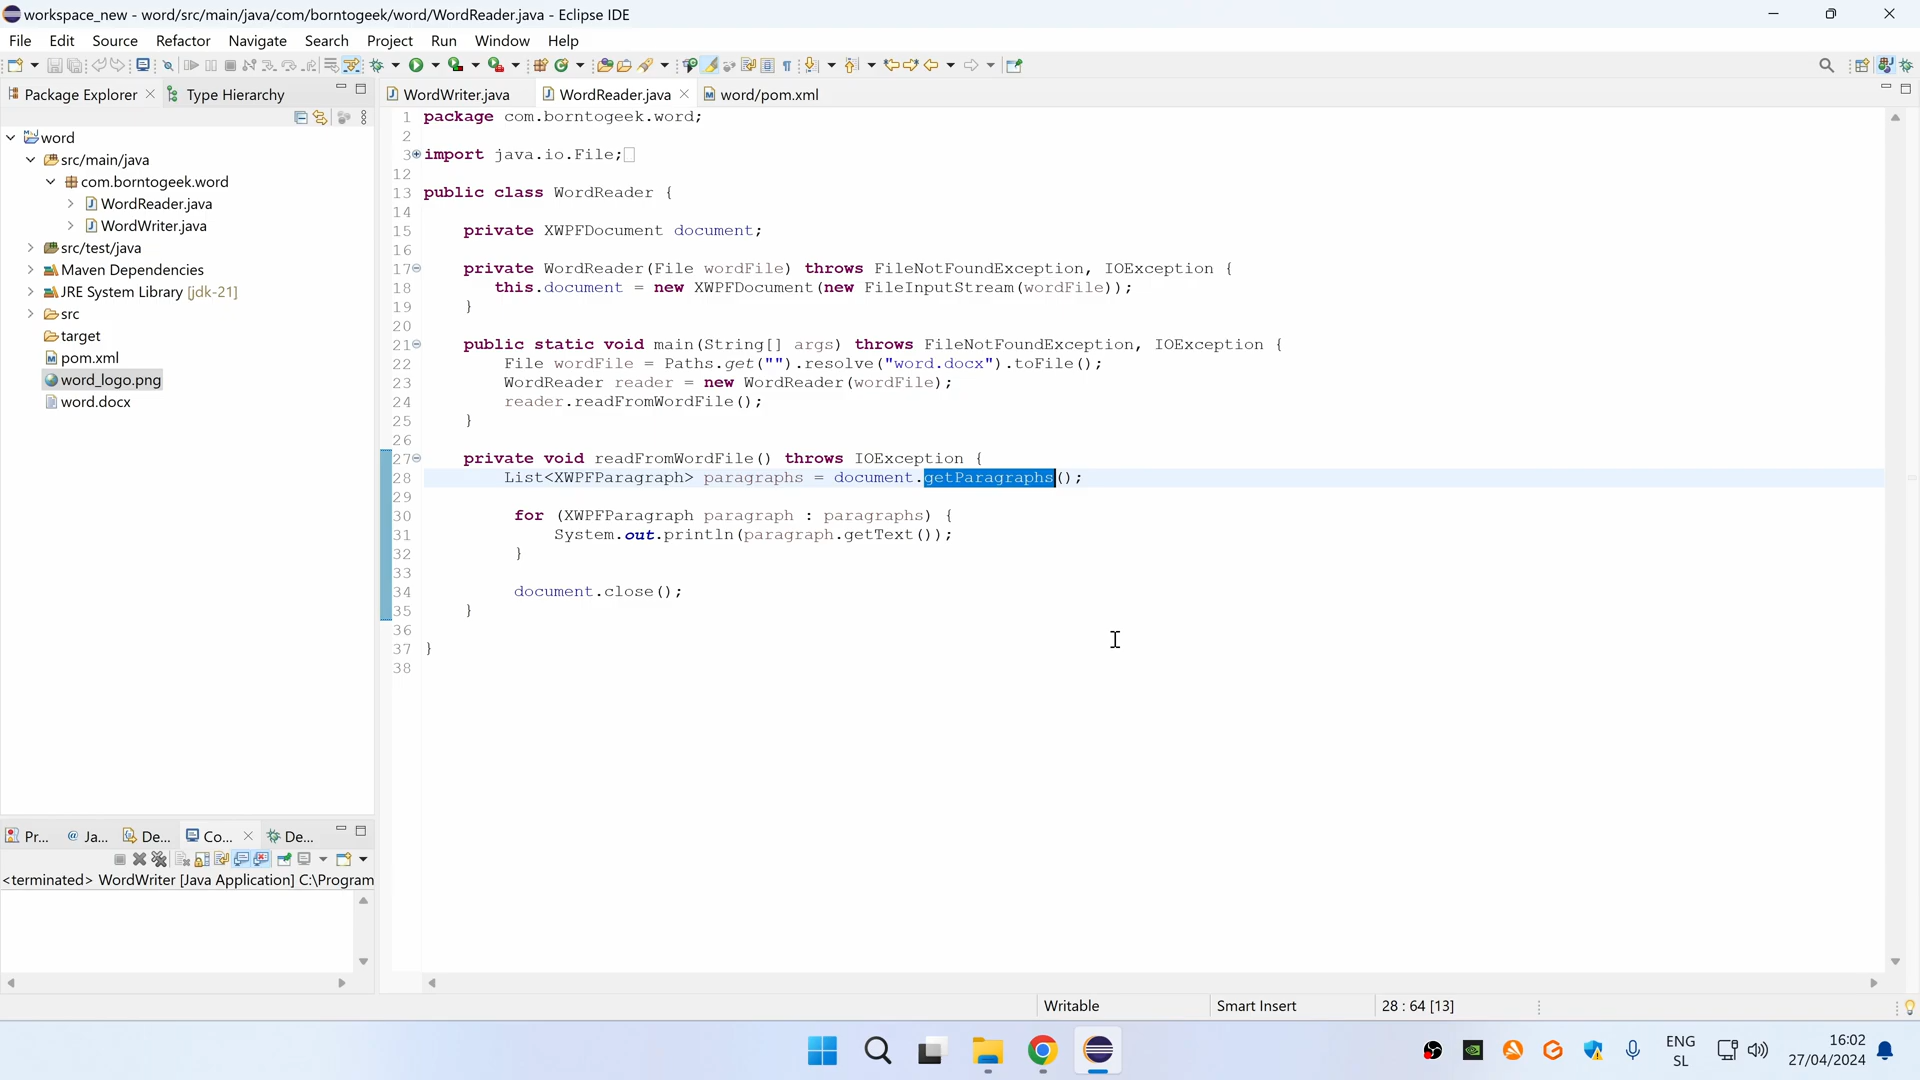 workspace_new - word/src/main/java/com/borntogeek/word/WordReader.java - Eclipse IDE
File Edit Source Refactor Navigate Search Project Run Window Help
Package Explorer Type Hierarchy
WordWriter.java WordReader.java word/pom.xml
word
src/main/java
com.borntogeek.word
WordReader.java
WordWriter.java
src/test/java
Maven Dependencies
JRE System Library [jdk-21]
src
target
pom.xml
word_logo.png
word.docx
1 package com.borntogeek.word;
2
3 import java.io.File;
12
13 public class WordReader {
14
15 private XWPFDocument document;
16
17 private WordReader(File wordFile) throws FileNotFoundException, IOException {
18 this.document = new XWPFDocument(new FileInputStream(wordFile));
19 }
20
21 public static void main(String[] args) throws FileNotFoundException, IOException {
22 File wordFile = Paths.get("").resolve("word.docx").toFile();
23 WordReader reader = new WordReader(wordFile);
24 reader.readFromWordFile();
25 }
26
27 private void readFromWordFile() throws IOException {
28 List<XWPFParagraph> paragraphs = document.getParagraphs();
29
30 for (XWPFParagraph paragraph : paragraphs) {
31 System.out.println(paragraph.getText());
32 }
33
34 document.close();
35 }
36
37 }
38
Pr... @ Ja... De... Co... De...
<terminated> WordWriter [Java Application] C:\Program
Writable Smart Insert 28 : 64 [13]
ENG
SL
16:02
27/04/2024